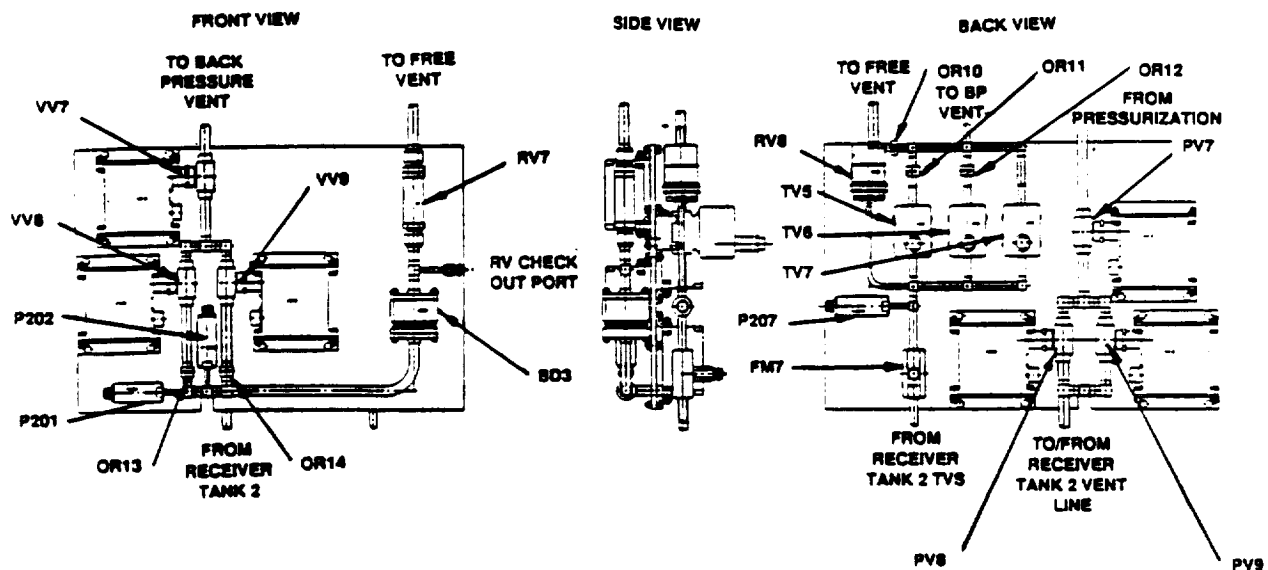 FRONT VIEW
TO BACK
PRESSURE
VENT
TO FREE
VENT
VV7
RV7
VV9
VV8
RV CHECK
OUT PORT
P202
BD3
P201
OR13
FROM
RECEIVER
TANK 2
OR14
SIDE VIEW
BACK VIEW
TO FREE
VENT
OR10
TO BP
VENT
OR11
OR12
FROM
PRESSURIZATION
RV8
PV7
TV5
TV6
TV7
P207
FM7
FROM
RECEIVER
TANK 2 TVS
TO/FROM
RECEIVER
TANK 2 VENT
LINE
PV8
PV9